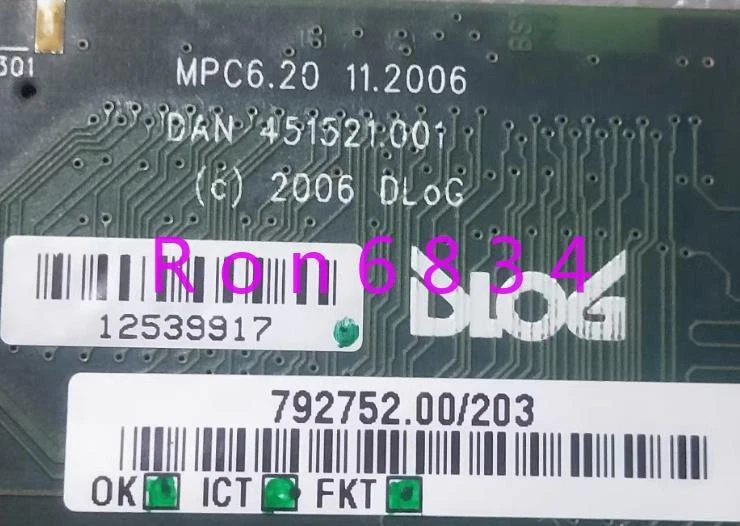 301
MPC6.20 11.2006
DAN 451521.001
(c) 2006 DLoG
Ron6834
DLOG
12539917
792752.00/203
OK ICT FKT